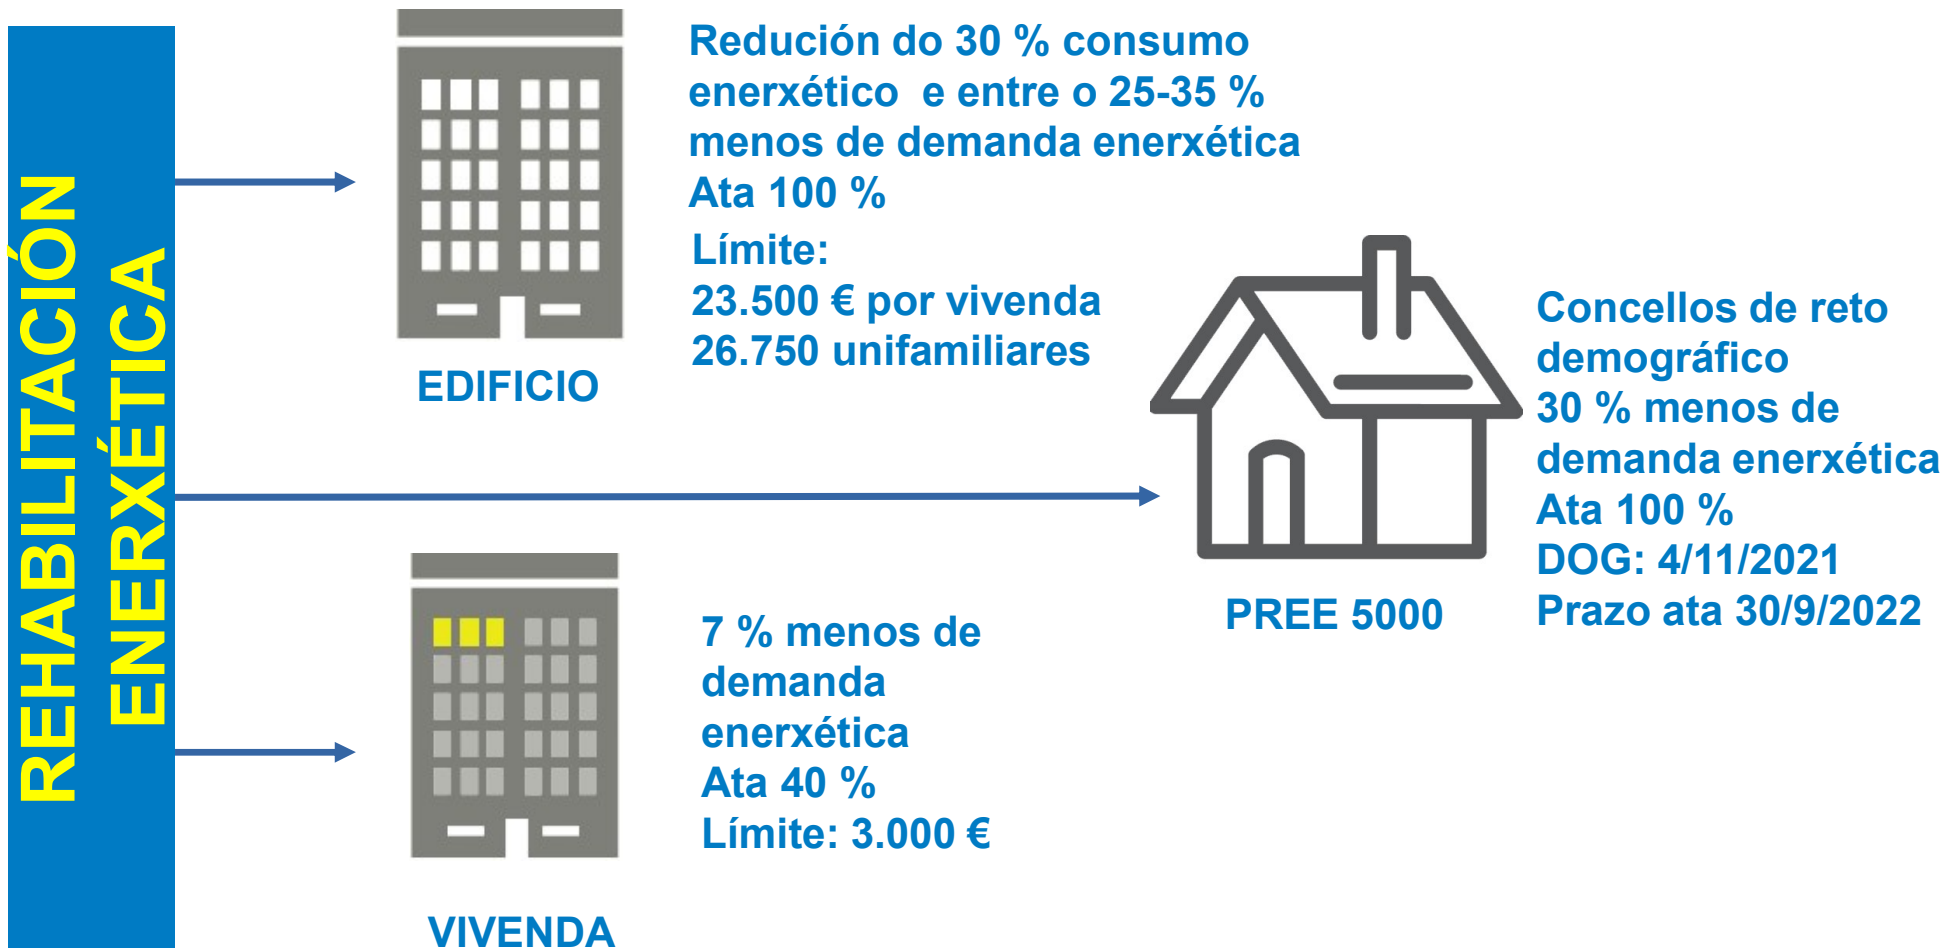 REHABILITACIÓN
ENERXÉTICA
Redución do 30 % consumo
enerxético e entre o 25-35 %
menos de demanda enerxética
Ata 100 %
Límite:
23.500 € por vivenda
26.750 unifamiliares
EDIFICIO
Concellos de reto
demográfico
30 % menos de
demanda enerxética
Ata 100 %
DOG: 4/11/2021
Prazo ata 30/9/2022
PREE 5000
7 % menos de
demanda
enerxética
Ata 40 %
Límite: 3.000 €
VIVENDA